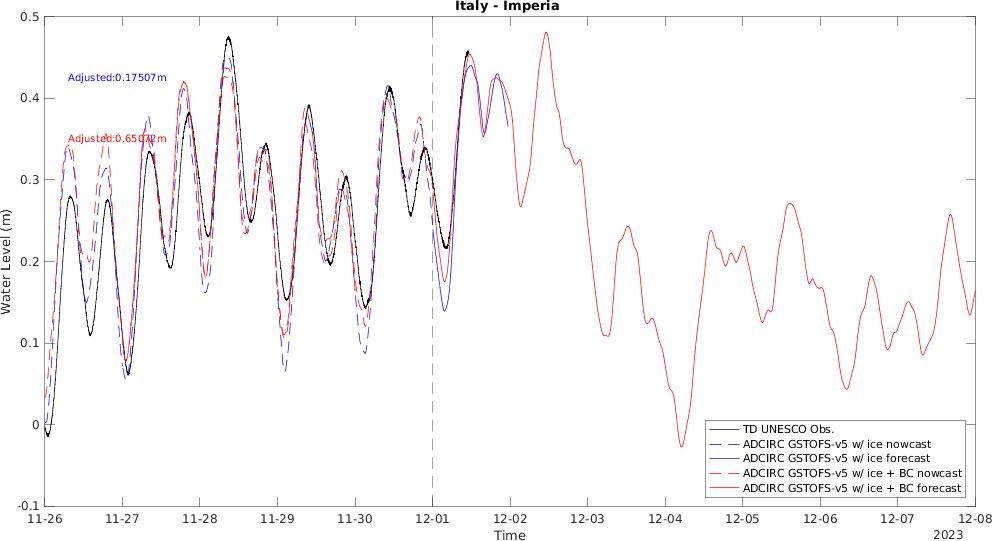 Italy - Imperia
Water Level (m)
0.5
0.4
0.3
0.2
0.1
0
-0.1
Adjusted:0.17507m
Adjusted:0.65072m
TD UNESCO Obs.
ADCIRC GSTOFS-v5 w/ ice nowcast
ADCIRC GSTOFS-v5 w/ ice forecast
ADCIRC GSTOFS-v5 w/ ice + BC nowcast
ADCIRC GSTOFS-v5 w/ ice + BC forecast
11-26 11-27 11-28 11-29 11-30 12-01 12-02 12-03 12-04 12-05 12-06 12-07 12-08
Time
2023